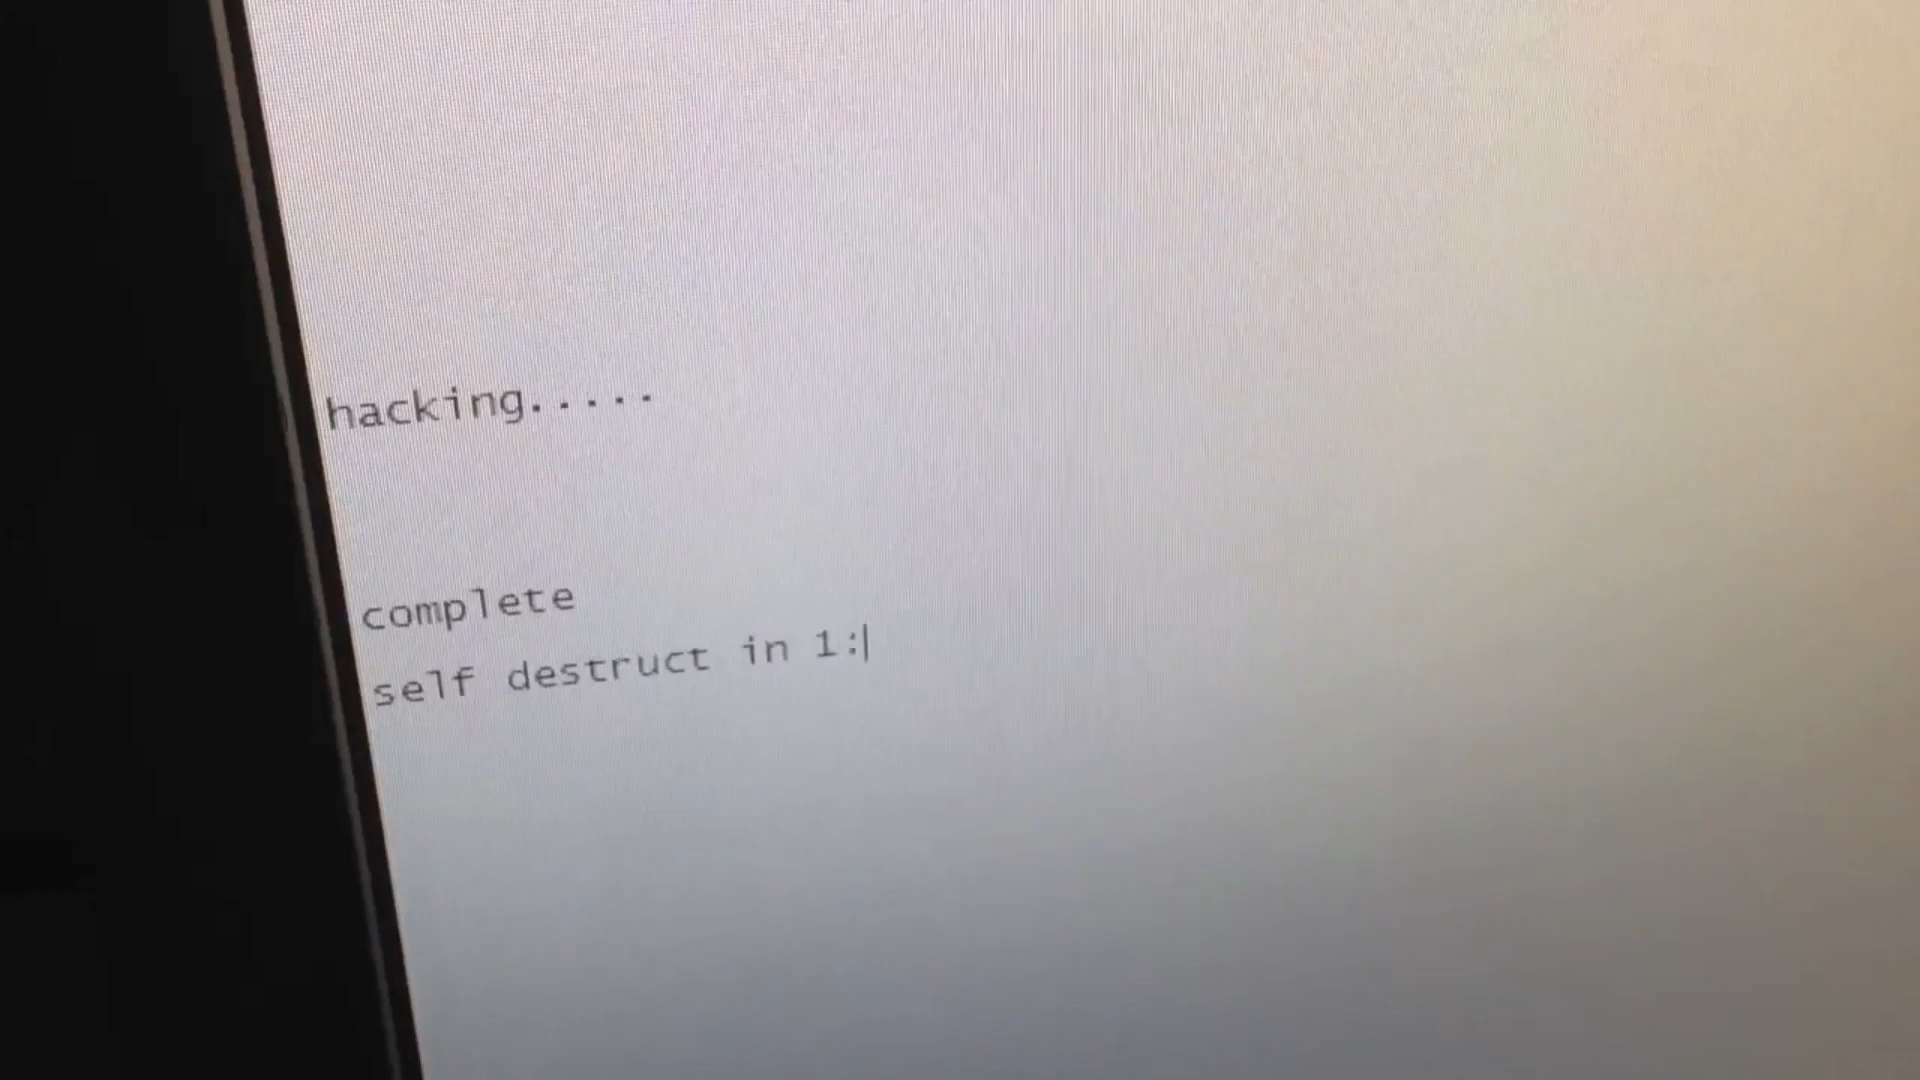 hacking.....
complete
self destruct in 1: